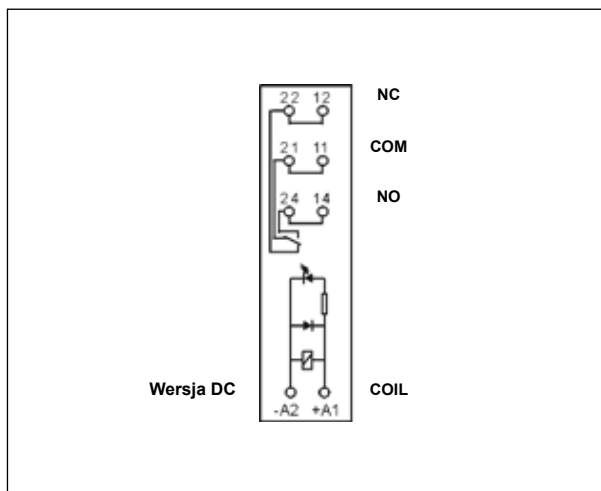 22 12 NC
21 11 COM
24 14 NO
Wersja DC COIL
-A2 +A1